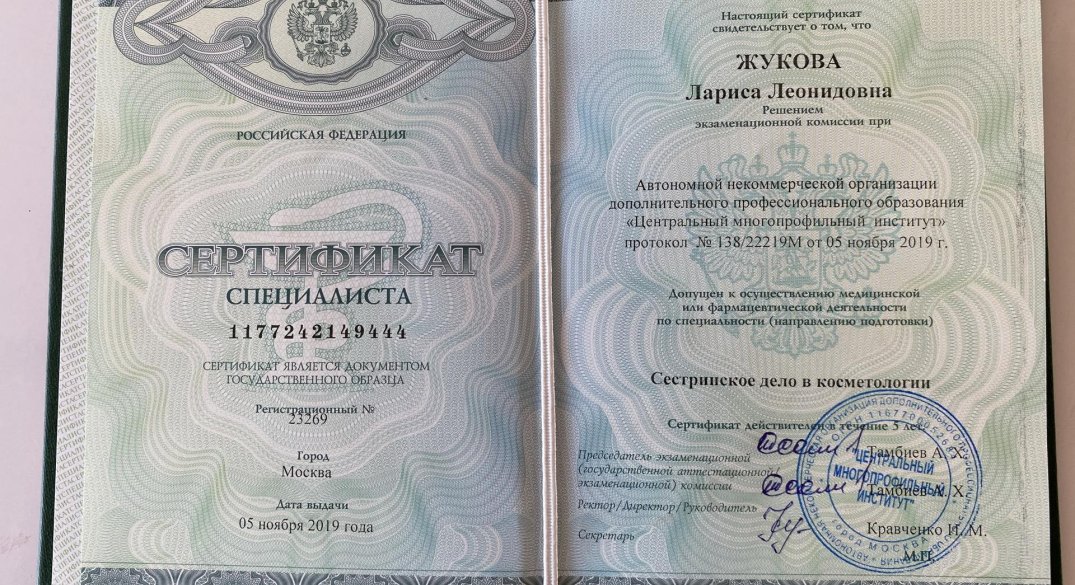 РОССИЙСКАЯ ФЕДЕРАЦИЯ
СЕРТИФИКАТ
СПЕЦИАЛИСТА
1177242149444
СЕРТИФИКАТ ЯВЛЯЕТСЯ ДОКУМЕНТОМ
ГОСУДАРСТВЕННОГО ОБРАЗЦА
Регистрационный №
23269
Город
Москва
Дата выдачи
05 ноября 2019 года
Настоящий сертификат
свидетельствует о том, что
ЖУКОВА
Лариса Леонидовна
Решением
экзаменационной комиссии при
Автономной некоммерческой организации
дополнительного профессионального образования
«Центральный многопрофильный институт»
протокол № 138/22219М от 05 ноября 2019 г.
Допущен к осуществлению медицинской
или фармацевтической деятельности
по специальности (направлению подготовки)
Сестринское дело в косметологии
Сертификат действителен в течение 5 лет
Председатель экзаменационной
(государственной аттестационной/
экзаменационной) комиссии
Тамбиев А. Х.
Ректор/Директор/Руководитель
Тамбиев А. Х.
Секретарь
Кравченко И. М.
М.П.
"ЦЕНТРАЛЬНЫЙ
МНОГОПРОФИЛЬНЫЙ
ИНСТИТУТ"
город МОСКВА